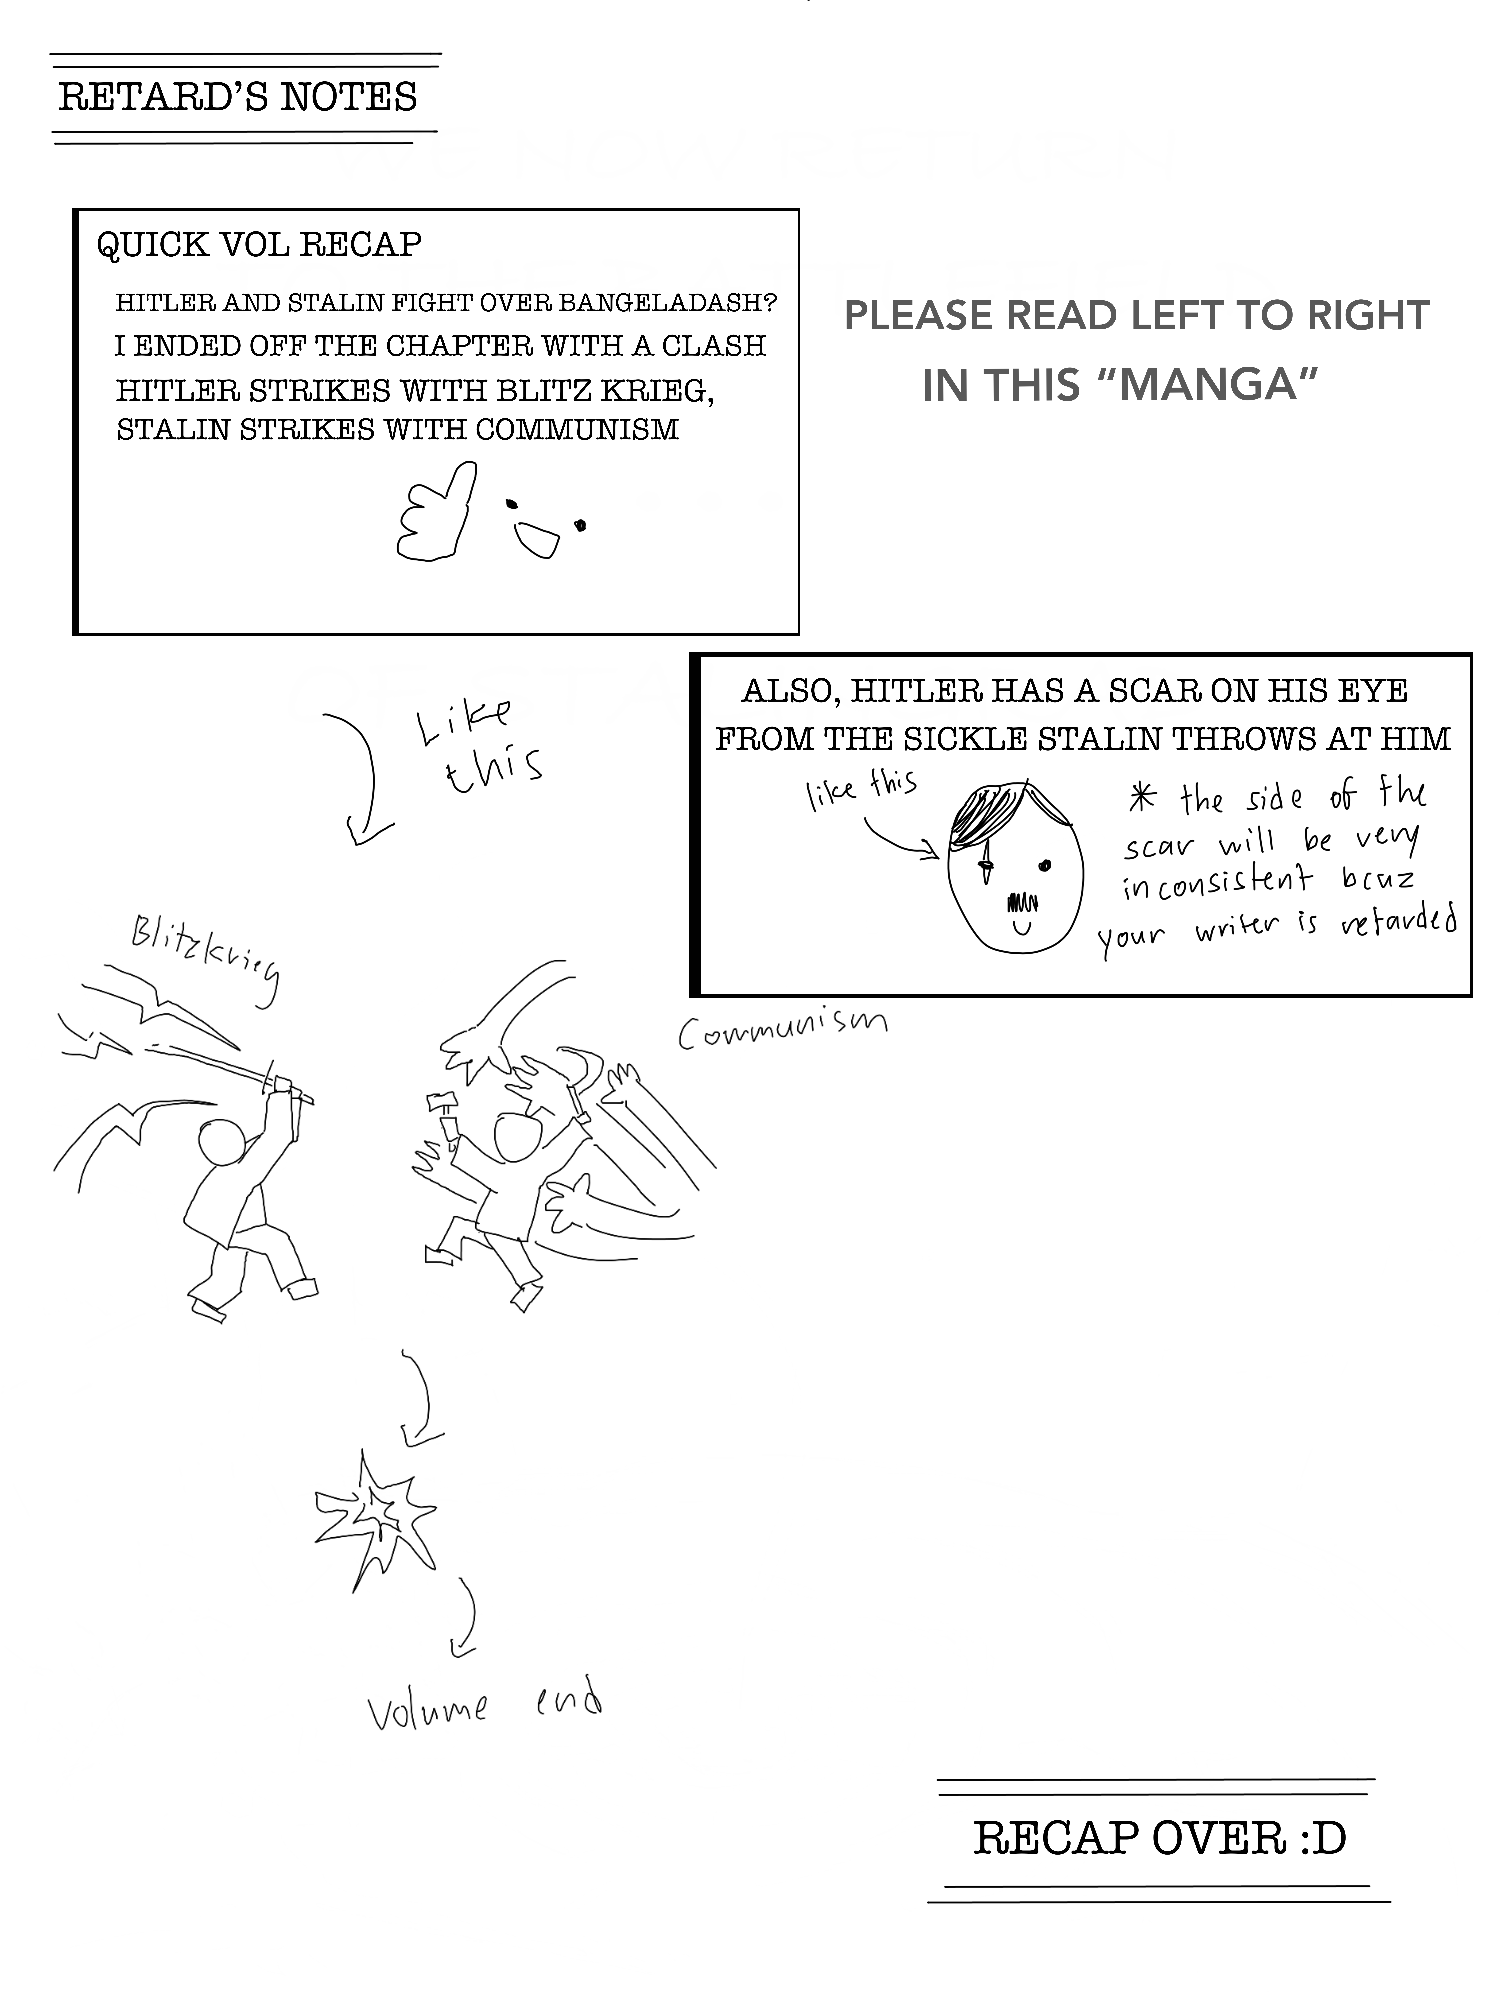 RETARD'S NOTES
QUICK VOL RECAP
HITLER AND STALIN FIGHT OVER BANGELADASH?
I ENDED OFF THE CHAPTER WITH A CLASH
HITLER STRIKES WITH BLITZ KRIEG,
STALIN STRIKES WITH COMMUNISM
PLEASE READ LEFT TO RIGHT
IN THIS “MANGA”
ALSO, HITLER HAS A SCAR ON HIS EYE
FROM THE SICKLE STALIN THROWS AT HIM
like this
* the side of the
scar will be very
inconsistent bcuz
your writer is retarded
Like
this
Blitzkrieg
Communism
Volume end
RECAP OVER :D